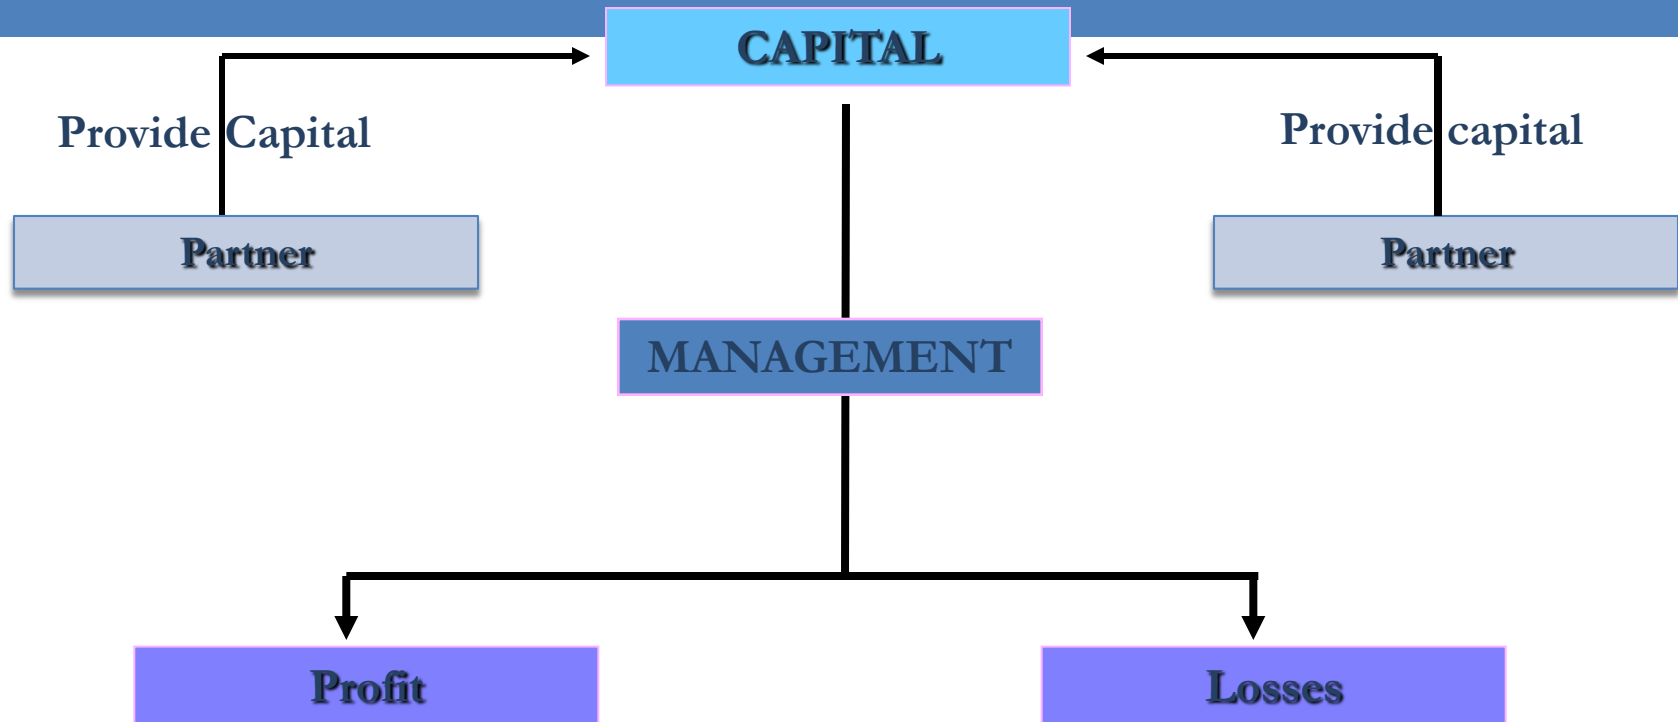 CAPITAL
Provide Capital
Provide capital
Partner
Partner
MANAGEMENT
Profit
Losses